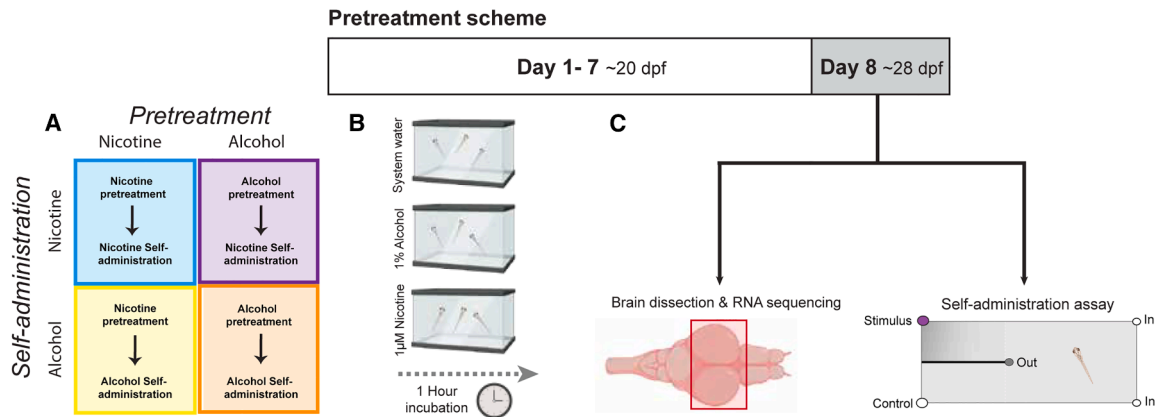 Pretreatment scheme
Day 1- 7 ~20 dpf
Day 8 ~28 dpf
A
Pretreatment
Nicotine
Alcohol
Self-administration
Nicotine
Alcohol
Nicotine
pretreatment
Nicotine Self-
administration
Alcohol
pretreatment
Nicotine Self-
administration
Nicotine
pretreatment
Alcohol Self-
administration
Alcohol
pretreatment
Alcohol Self-
administration
B
System water
1% Alcohol
1µM Nicotine
1 Hour
incubation
C
Brain dissection & RNA sequencing
Self-administration assay
Stimulus
In
Out
Control
In